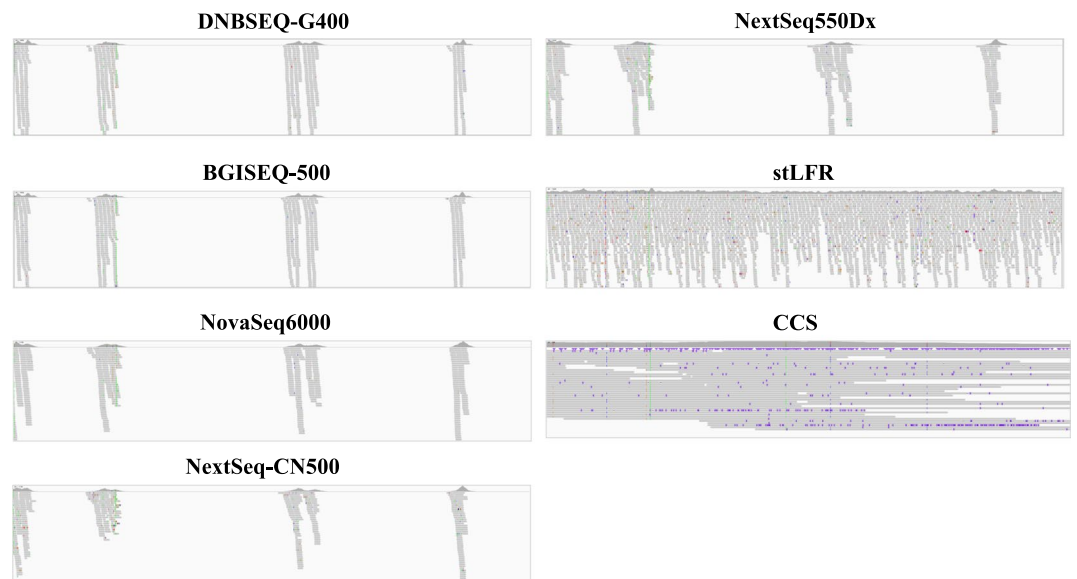 DNBSEQ-G400
NextSeq550Dx
BGISEQ-500
stLFR
NovaSeq6000
CCS
NextSeq-CN500